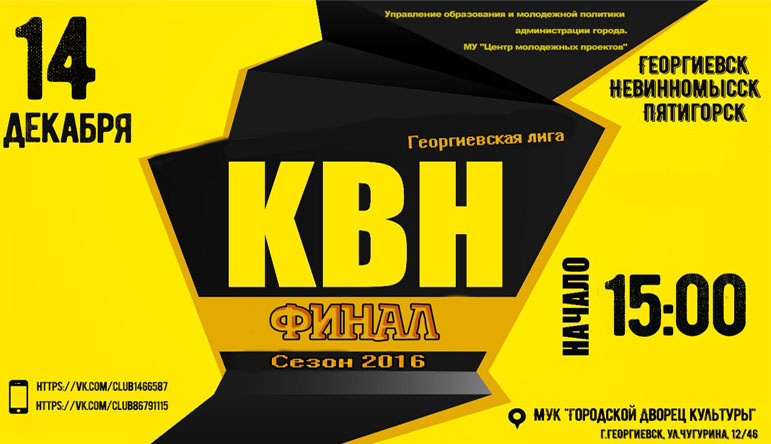 14
ДЕКАБРЯ
Управление образования и молодежной политики
администрации города.
МУ "Центр молодежных проектов"
ГЕОРГИЕВСК
НЕВИННОМЫССК
ПЯТИГОРСК
Георгиевская лига
КВН
ФИНАЛ
Сезон 2016
НАЧАЛО
15:00
HTTPS://VK.COM/CLUB1466587
HTTPS://VK.COM/CLUB86791115
МУК "ГОРОДСКОЙ ДВОРЕЦ КУЛЬТУРЫ"
Г.ГЕОРГИЕВСК, УЛ.ЧУГУРИНА, 12/46